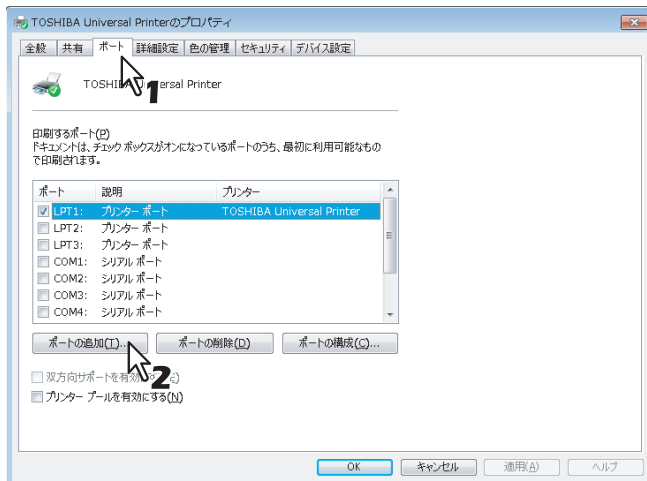 TOSHIBA Universal Printerのプロパティ
全般 共有 ポート 詳細設定 色の管理 セキュリティ デバイス設定
1
TOSHIBA Universal Printer
印刷するポート(P)
ドキュメントは、チェック ボックスがオンになっているポートのうち、最初に利用可能なもの
で印刷されます。
ポート 説明 プリンター
LPT1: プリンター ポート TOSHIBA Universal Printer
LPT2: プリンター ポート
LPT3: プリンター ポート
COM1: シリアル ポート
COM2: シリアル ポート
COM3: シリアル ポート
COM4: シリアル ポート
ポートの追加(T)... ポートの削除(D) ポートの構成(C)...
2
双方向サポートを有効にする(E)
プリンター プールを有効にする(N)
OK キャンセル 適用(A) ヘルプ